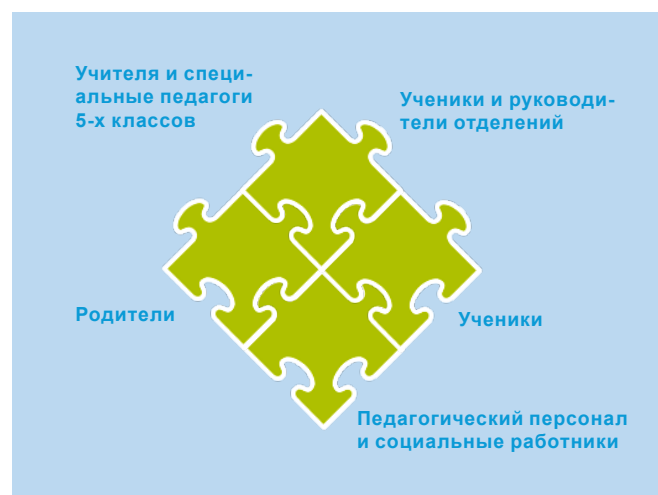 Учителя и специ-
альные педагоги
5-х классов
Ученики и руководи-
тели отделений
Родители
Ученики
Педагогический персонал
и социальные работники